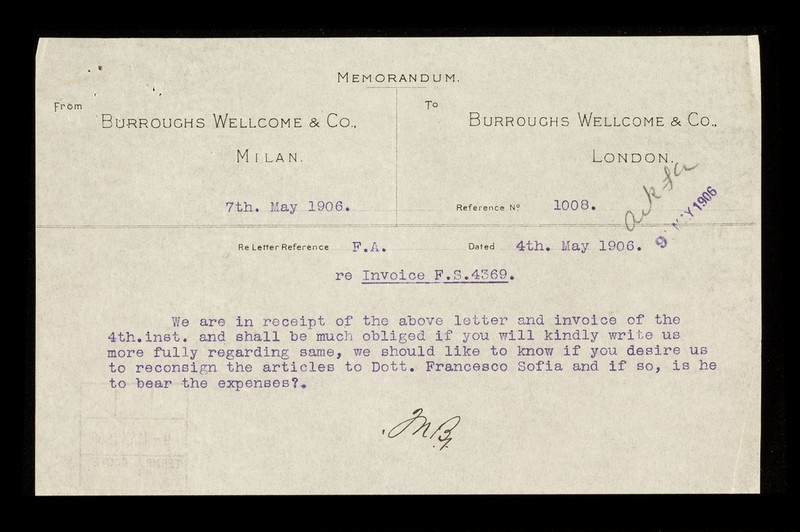 MEMORANDUM.
From
BURROUGHS WELLCOME & CO.,
MILAN.
7th. May 1906.
To
BURROUGHS WELLCOME & CO.,
LONDON.
Reference No 1008.
9 MAY 1906
Re Letter Reference F.A. Dated 4th. May 1906.
re Invoice F.S.4369.
We are in receipt of the above letter and invoice of the
4th.inst. and shall be much obliged if you will kindly write us
more fully regarding same, we should like to know if you desire us
to reconsign the articles to Dott. Francesco Sofia and if so, is he
to bear the expenses?.